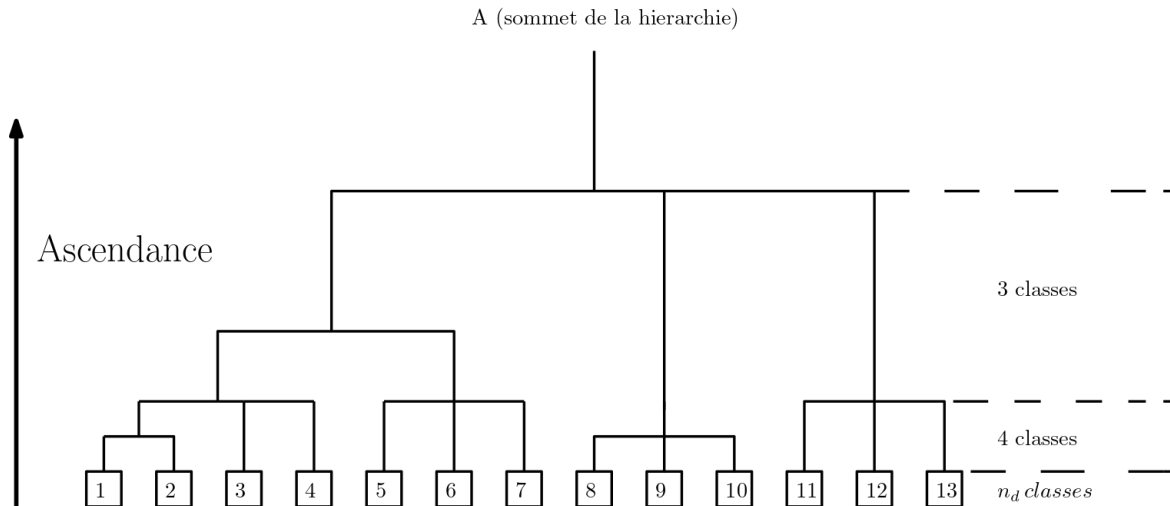 A (sommet de la hierarchie)
Ascendance
3 classes
4 classes
1 2 3 4 5 6 7 8 9 10 11 12 13
n_d classes